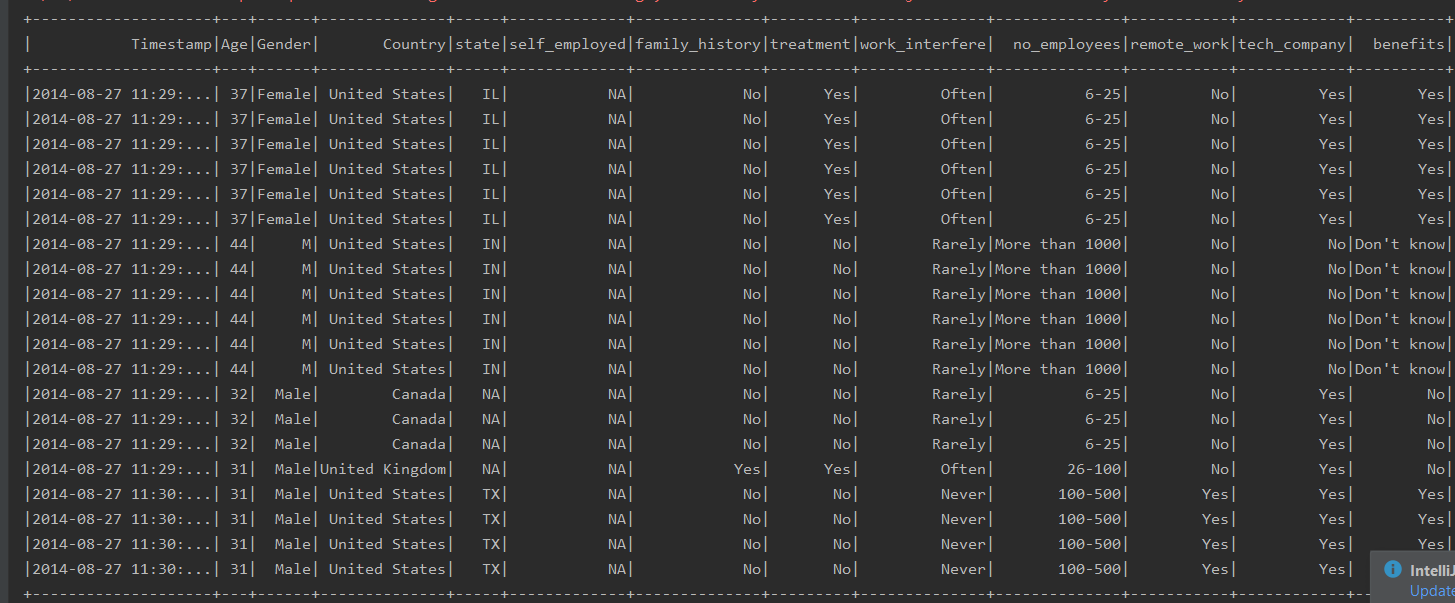 +--------------------+---+------+--------------+-----+-------------+--------------+---------+--------------+--------------+-----------+------------+----------+
| Timestamp|Age|Gender| Country|state|self_employed|family_history|treatment|work_interfere| no_employees|remote_work|tech_company| benefits|
+--------------------+---+------+--------------+-----+-------------+--------------+---------+--------------+--------------+-----------+------------+----------+
|2014-08-27 11:29:...| 37|Female| United States| IL| NA| No| Yes| Often| 6-25| No| Yes| Yes|
|2014-08-27 11:29:...| 37|Female| United States| IL| NA| No| Yes| Often| 6-25| No| Yes| Yes|
|2014-08-27 11:29:...| 37|Female| United States| IL| NA| No| Yes| Often| 6-25| No| Yes| Yes|
|2014-08-27 11:29:...| 37|Female| United States| IL| NA| No| Yes| Often| 6-25| No| Yes| Yes|
|2014-08-27 11:29:...| 37|Female| United States| IL| NA| No| Yes| Often| 6-25| No| Yes| Yes|
|2014-08-27 11:29:...| 37|Female| United States| IL| NA| No| Yes| Often| 6-25| No| Yes| Yes|
|2014-08-27 11:29:...| 44| M| United States| IN| NA| No| No| Rarely|More than 1000| No| No|Don't know|
|2014-08-27 11:29:...| 44| M| United States| IN| NA| No| No| Rarely|More than 1000| No| No|Don't know|
|2014-08-27 11:29:...| 44| M| United States| IN| NA| No| No| Rarely|More than 1000| No| No|Don't know|
|2014-08-27 11:29:...| 44| M| United States| IN| NA| No| No| Rarely|More than 1000| No| No|Don't know|
|2014-08-27 11:29:...| 44| M| United States| IN| NA| No| No| Rarely|More than 1000| No| No|Don't know|
|2014-08-27 11:29:...| 44| M| United States| IN| NA| No| No| Rarely|More than 1000| No| No|Don't know|
|2014-08-27 11:29:...| 32| Male| Canada| NA| NA| No| No| Rarely| 6-25| No| Yes| No|
|2014-08-27 11:29:...| 32| Male| Canada| NA| NA| No| No| Rarely| 6-25| No| Yes| No|
|2014-08-27 11:29:...| 32| Male| Canada| NA| NA| No| No| Rarely| 6-25| No| Yes| No|
|2014-08-27 11:29:...| 31| Male|United Kingdom| NA| NA| Yes| Yes| Often| 26-100| No| Yes| No|
|2014-08-27 11:30:...| 31| Male| United States| TX| NA| No| No| Never| 100-500| Yes| Yes| Yes|
|2014-08-27 11:30:...| 31| Male| United States| TX| NA| No| No| Never| 100-500| Yes| Yes| Yes|
|2014-08-27 11:30:...| 31| Male| United States| TX| NA| No| No| Never| 100-500| Yes| Yes| Yes|
|2014-08-27 11:30:...| 31| Male| United States| TX| NA| No| No| Never| 100-500| Yes| Yes|
+--------------------+---+------+--------------+-----+-------------+--------------+---------+--------------+--------------+-----------+------------+--
IntelliJ
Update